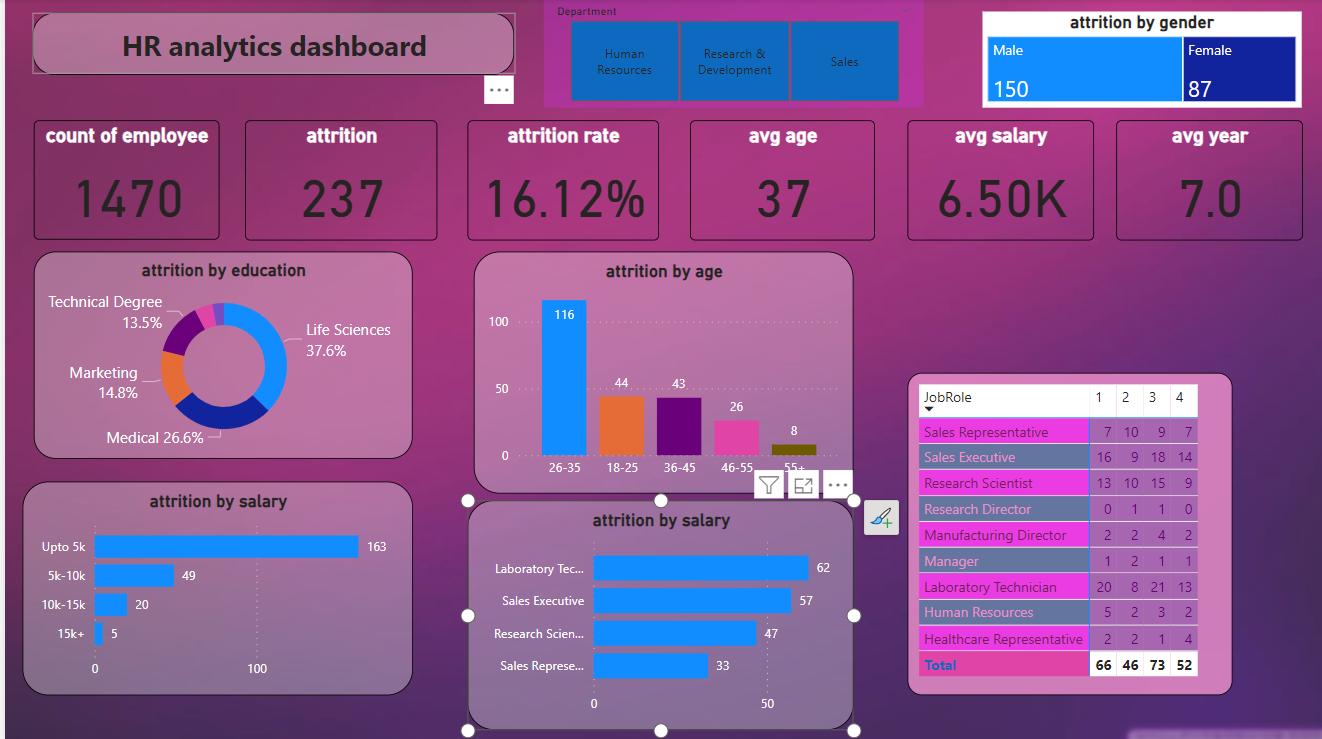 HR analytics dashboard
Department
Human
Resources
Research &
Development
Sales
attrition by gender
Male
150
Female
87
count of employee
1470
attrition
237
attrition rate
16.12%
avg age
37
avg salary
6.50K
avg year
7.0
attrition by education
Technical Degree
13.5%
Life Sciences
37.6%
Marketing
14.8%
Medical 26.6%
attrition by age
100
50
0
116
44
43
26
8
26-35 18-25 36-45 46-55 55+
attrition by salary
Upto 5k 163
5k-10k 49
10k-15k 20
15k+ 5
0 100
attrition by salary
Laboratory Tec... 62
Sales Executive 57
Research Scien... 47
Sales Represe... 33
0 50
JobRole 1 2 3 4
Sales Representative 7 10 9 7
Sales Executive 16 9 18 14
Research Scientist 13 10 15 9
Research Director 0 1 1 0
Manufacturing Director 2 2 4 2
Manager 1 2 1 1
Laboratory Technician 20 8 21 13
Human Resources 5 2 3 2
Healthcare Representative 2 2 1 4
Total 66 46 73 52